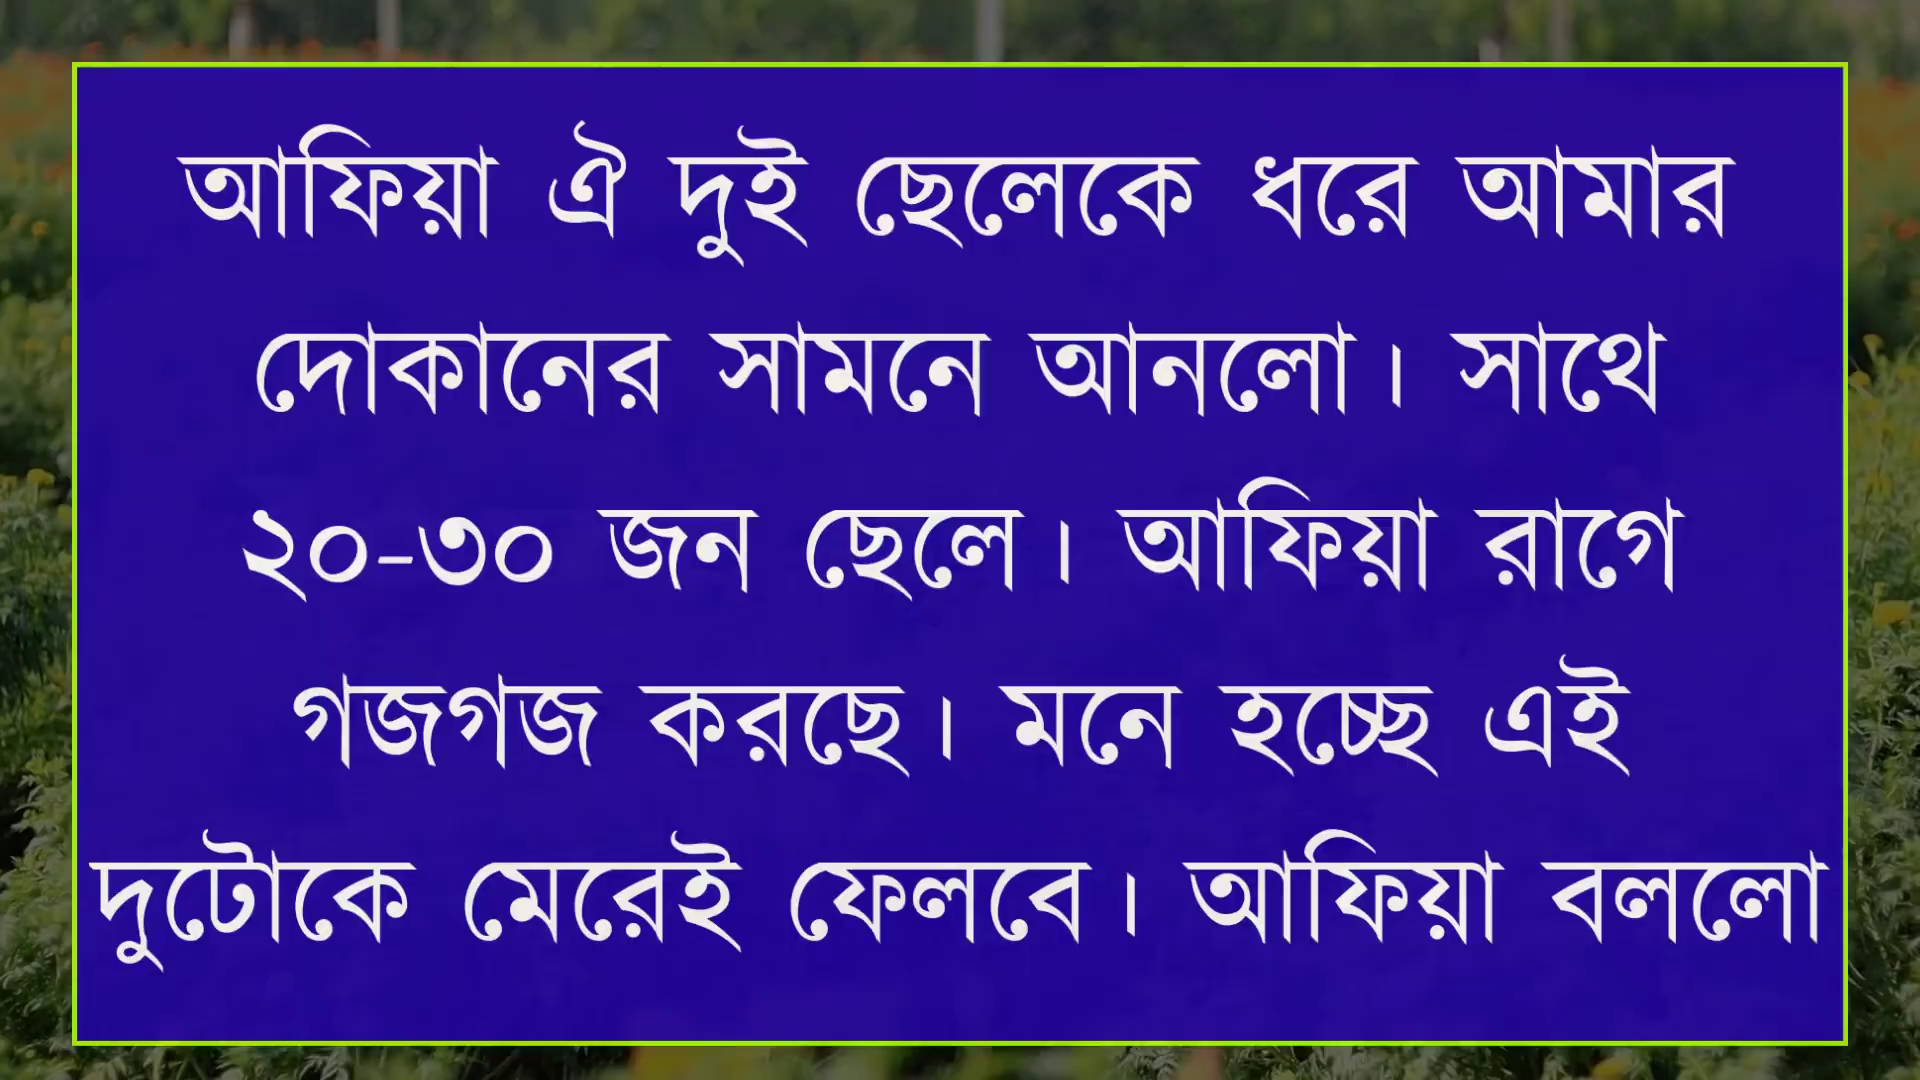 আফিয়া ঐ দুই ছেলেকে ধরে আমার
দোকানের সামনে আনলো। সাথে
২০-৩০ জন ছেলে। আফিয়া রাগে
গজগজ করছে। মনে হচ্ছে এই
দুটোকে মেরেই ফেলবে। আফিয়া বললো